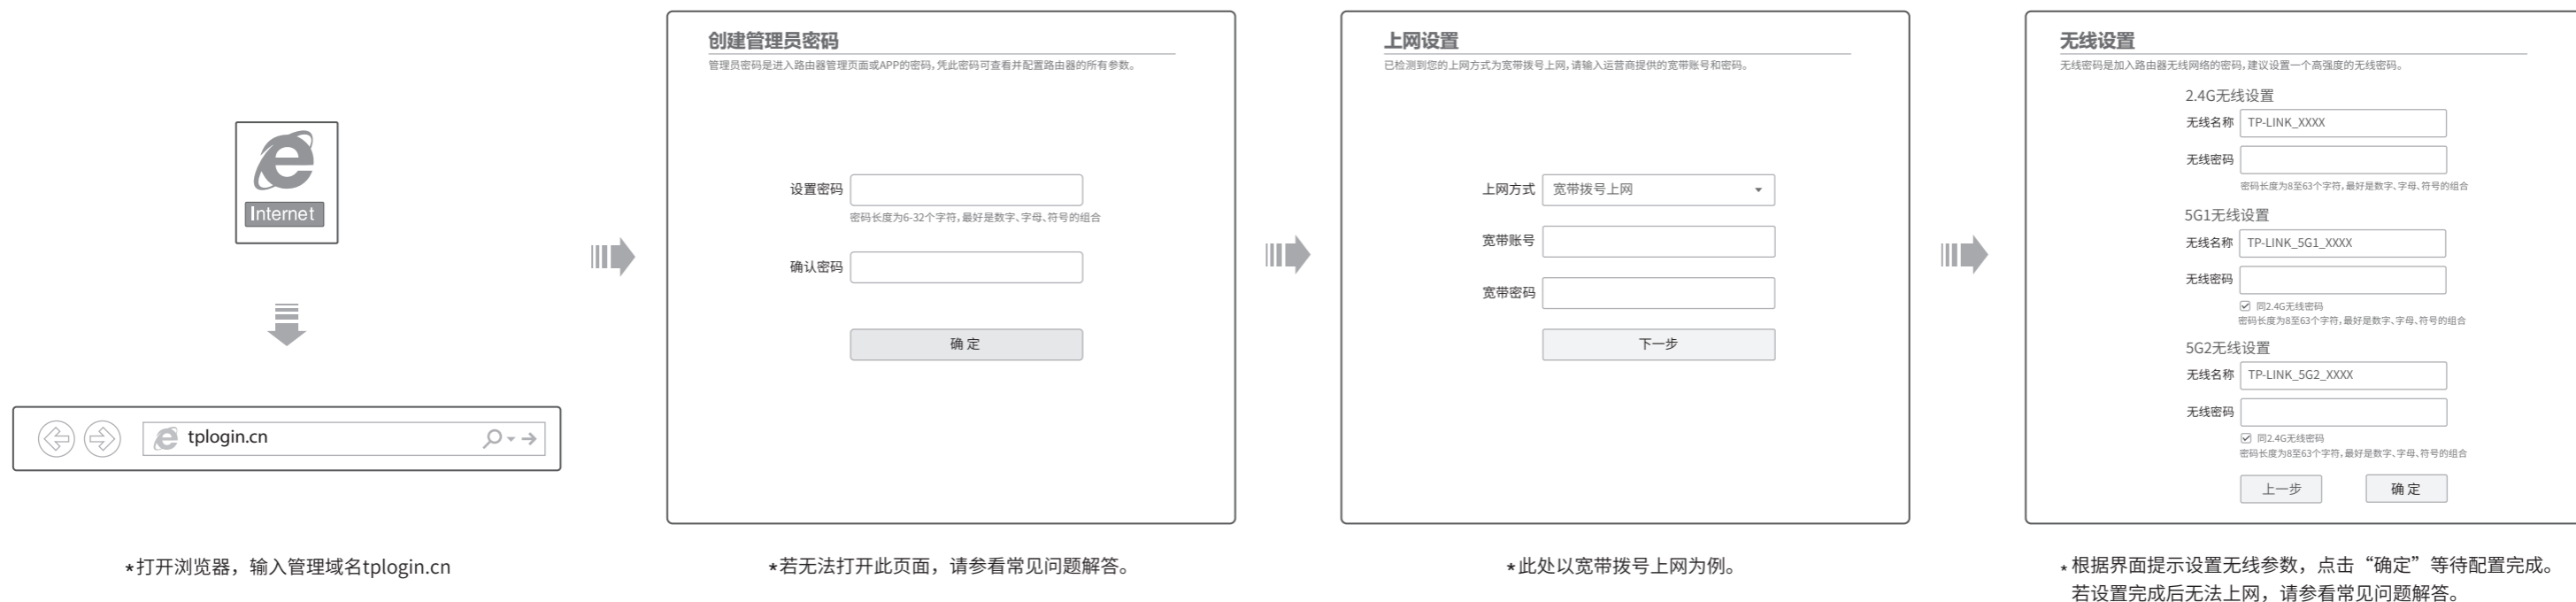 Internet
tplogin.cn
*打开浏览器，输入管理域名tplogin.cn
创建管理员密码
管理员密码是进入路由器管理页面或APP的密码,凭此密码可查看并配置路由器的所有参数。
设置密码
密码长度为6-32个字符,最好是数字、字母、符号的组合
确认密码
确 定
*若无法打开此页面，请参看常见问题解答。
上网设置
已检测到您的上网方式为宽带拨号上网,请输入运营商提供的宽带账号和密码。
上网方式 宽带拨号上网
宽带账号
宽带密码
下一步
*此处以宽带拨号上网为例。
无线设置
无线密码是加入路由器无线网络的密码,建议设置一个高强度的无线密码。
2.4G无线设置
无线名称 TP-LINK_XXXX
无线密码
密码长度为8至63个字符,最好是数字、字母、符号的组合
5G1无线设置
无线名称 TP-LINK_5G1_XXXX
无线密码
同2.4G无线密码
密码长度为8至63个字符,最好是数字、字母、符号的组合
5G2无线设置
无线名称 TP-LINK_5G2_XXXX
无线密码
同2.4G无线密码
密码长度为8至63个字符,最好是数字、字母、符号的组合
上一步 确 定
*根据界面提示设置无线参数，点击“确定”等待配置完成。
若设置完成后无法上网，请参看常见问题解答。